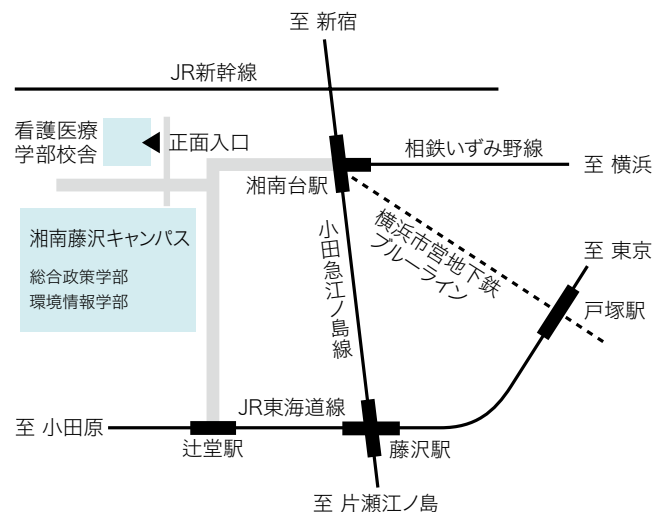 至 新宿
JR新幹線
看護医療
学部校舎
正面入口
相鉄いずみ野線
至 横浜
湘南台駅
湘南藤沢キャンパス
総合政策学部
環境情報学部
小田急江ノ島線
横浜市営地下鉄
ブルーライン
至 東京
戸塚駅
JR東海道線
至 小田原
辻堂駅
藤沢駅
至 片瀬江ノ島